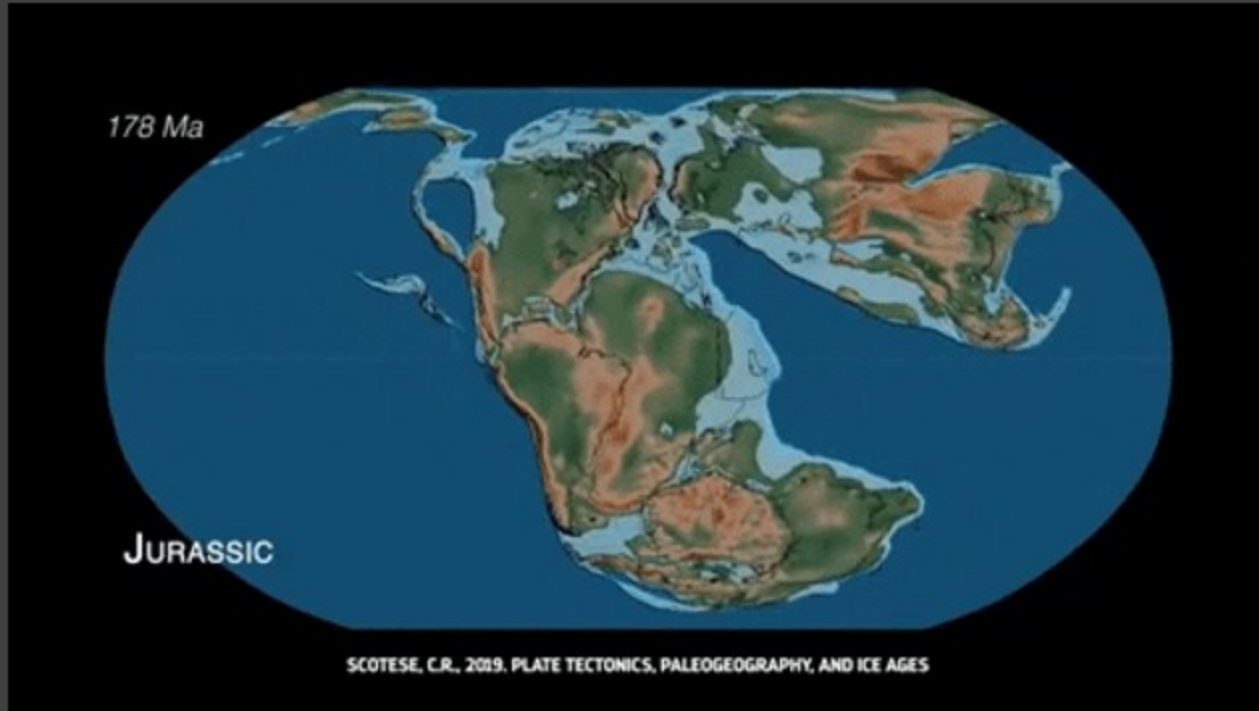 178 Ma
JURASSIC
SCOTESE, C.R., 2019. PLATE TECTONICS, PALEOGEOGRAPHY, AND ICE AGES